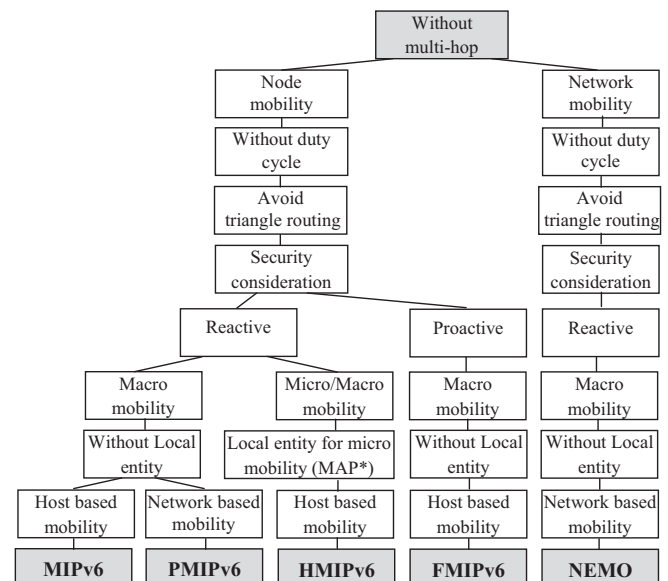 Without
multi-hop
Node
mobility
Network
mobility
Without duty
cycle
Without duty
cycle
Avoid
triangle routing
Avoid
triangle routing
Security
consideration
Security
consideration
Reactive
Proactive
Reactive
Macro
mobility
Micro/Macro
mobility
Macro
mobility
Macro
mobility
Without Local
entity
Local entity for micro
mobility (MAP*)
Without Local
entity
Without Local
entity
Host based
mobility
Network based
mobility
Host based
mobility
Host based
mobility
Network based
mobility
MIPv6
PMIPv6
HMIPv6
FMIPv6
NEMO